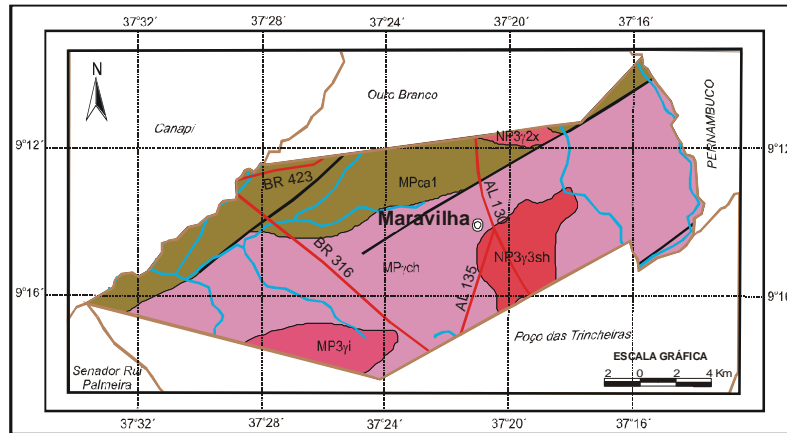 37°32´ 37°28´ 37°24´ 37°20´ 37°16´
N
Ouro Branco
Canapi
PERNAMBUCO
9°12´ 9°12´
NP3γ2x
BR 423
MPca1
AL 130
Maravilha
BR 316
MPγch
NP3γ3sh
AL 135
9°16´ 9°16´
MP3γi
Poço das Trincheiras
ESCALA GRÁFICA
Senador Rui
Palmeira
2 0 2 4 Km
37°32´ 37°28´ 37°24´ 37°20´ 37°16´